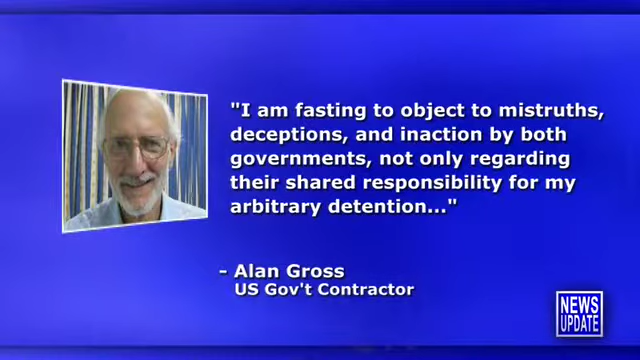 "I am fasting to object to mistruths,
deceptions, and inaction by both
governments, not only regarding
their shared responsibility for my
arbitrary detention..."
- Alan Gross
US Gov't Contractor
NEWS
UPDATE